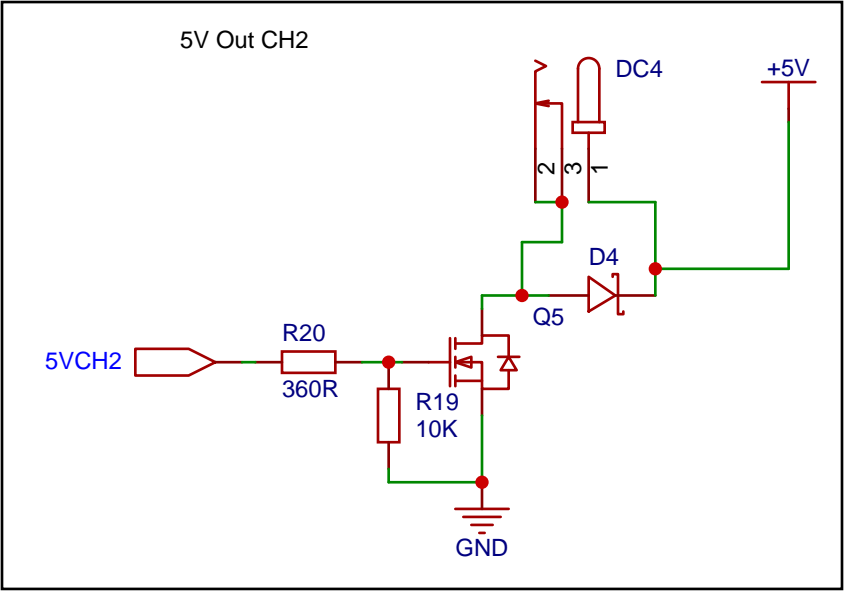 5V Out CH2
DC4
+5V
2
3
1
D4
Q5
R20
5VCH2
360R
R19
10K
GND